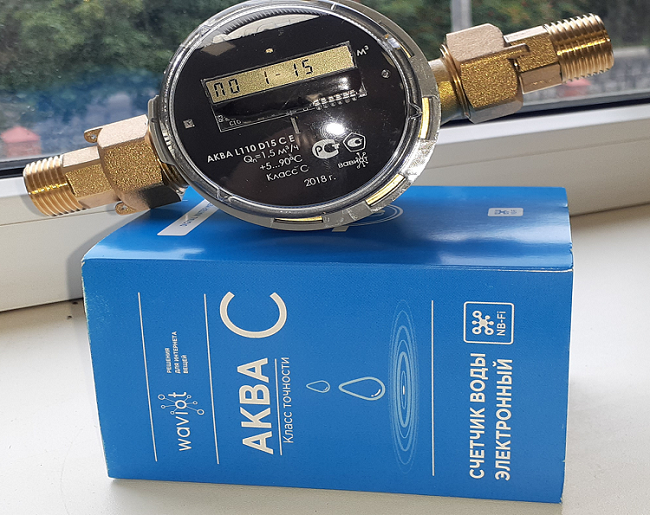 ПО 1-15
м³
АКВА L110 D15 C E
Qn=1,5 м³/ч
+5...90°C
Класс C
2018 г.
waviot
РЕШЕНИЯ
ДЛЯ ИНТЕРНЕТА
ВЕЩЕЙ
АКВА C
Класс точности
NB-Fi
СЧЕТЧИК ВОДЫ
ЭЛЕКТРОННЫЙ